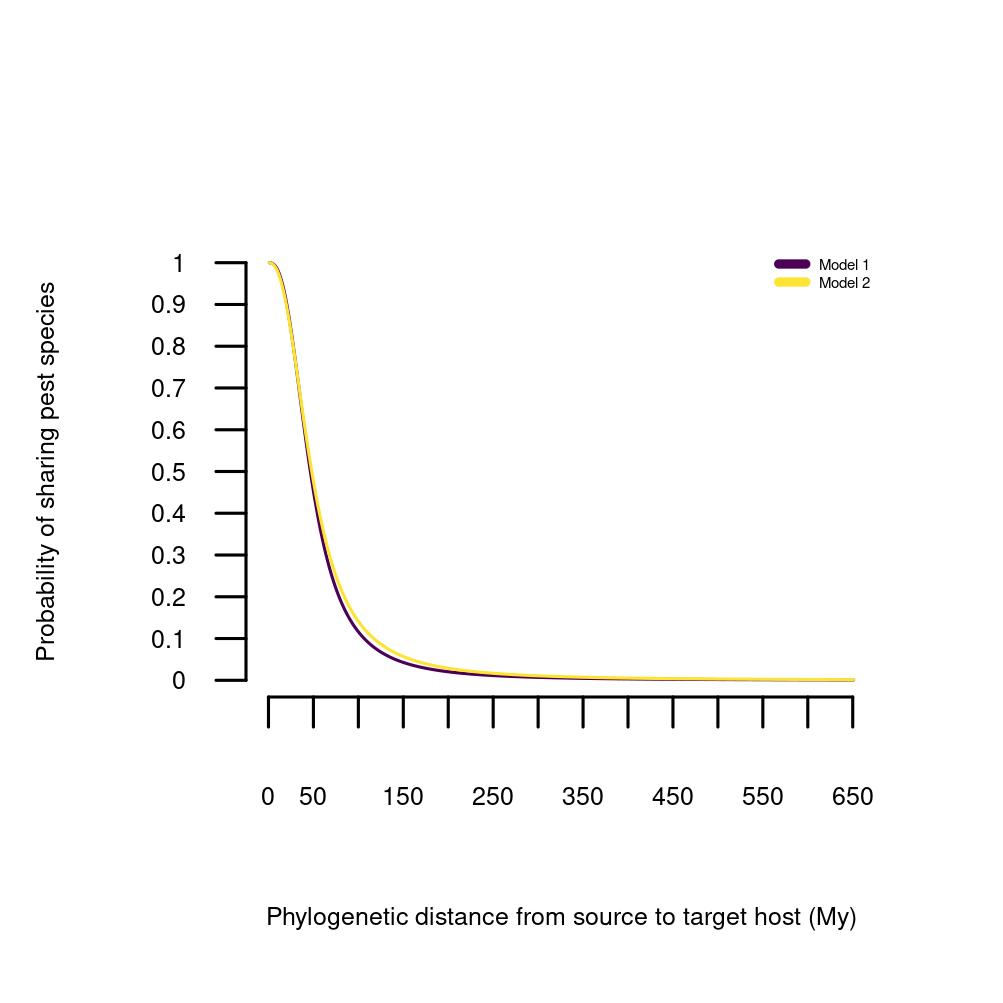 Probability of sharing pest species
1
0.9
0.8
0.7
0.6
0.5
0.4
0.3
0.2
0.1
0
Model 1
Model 2
0 50 150 250 350 450 550 650
Phylogenetic distance from source to target host (My)